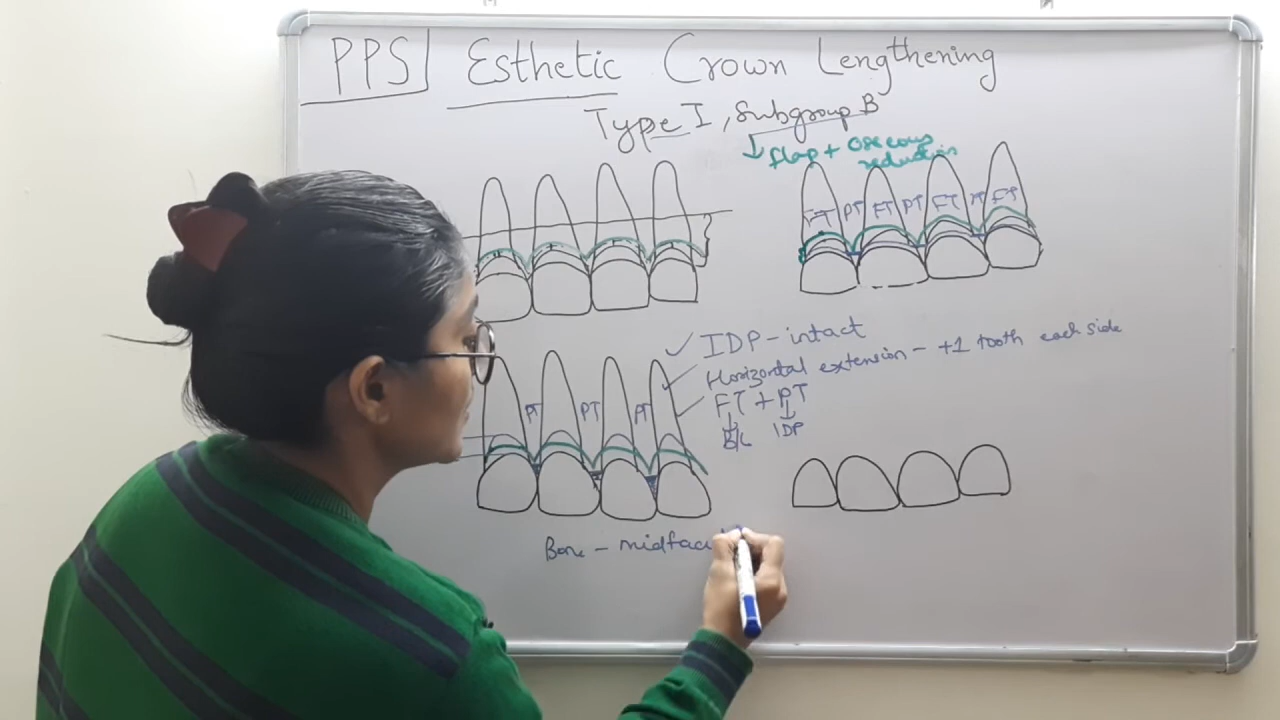 PPS| Esthetic Crown Lengthening
Type I, Subgroup B
↓ flap + osseous
reduction
FT PT FT PT FT PT FT
✓ IDP - intact
Horizontal extension - +1 tooth each side
FT + PT
↓ ↓
B/L IDP
PT PT PT
Bone - midfacial